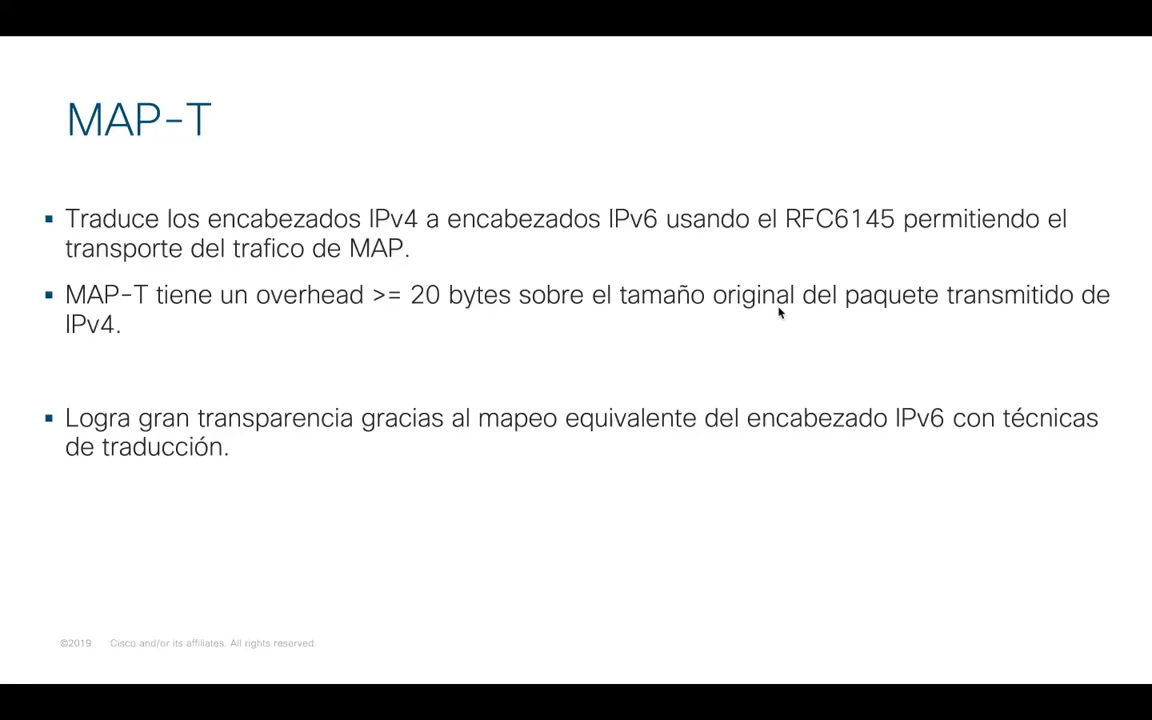 MAP-T
▪ Traduce los encabezados IPv4 a encabezados IPv6 usando el RFC6145 permitiendo el
transporte del trafico de MAP.
▪ MAP-T tiene un overhead >= 20 bytes sobre el tamaño original del paquete transmitido de
IPv4.
▪ Logra gran transparencia gracias al mapeo equivalente del encabezado IPv6 con técnicas
de traducción.
©2019 Cisco and/or its affiliates. All rights reserved.